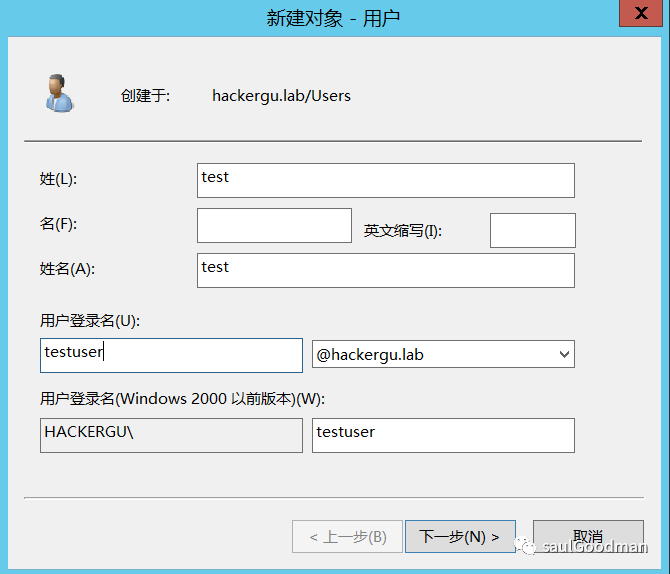 新建对象 - 用户
X
创建于: hackergu.lab/Users
姓(L): test
名(F): 英文缩写(I):
姓名(A): test
用户登录名(U):
testuser @hackergu.lab
用户登录名(Windows 2000 以前版本)(W):
HACKERGU\ testuser
< 上一步(B) 下一步(N) > 取消
saulGoodman